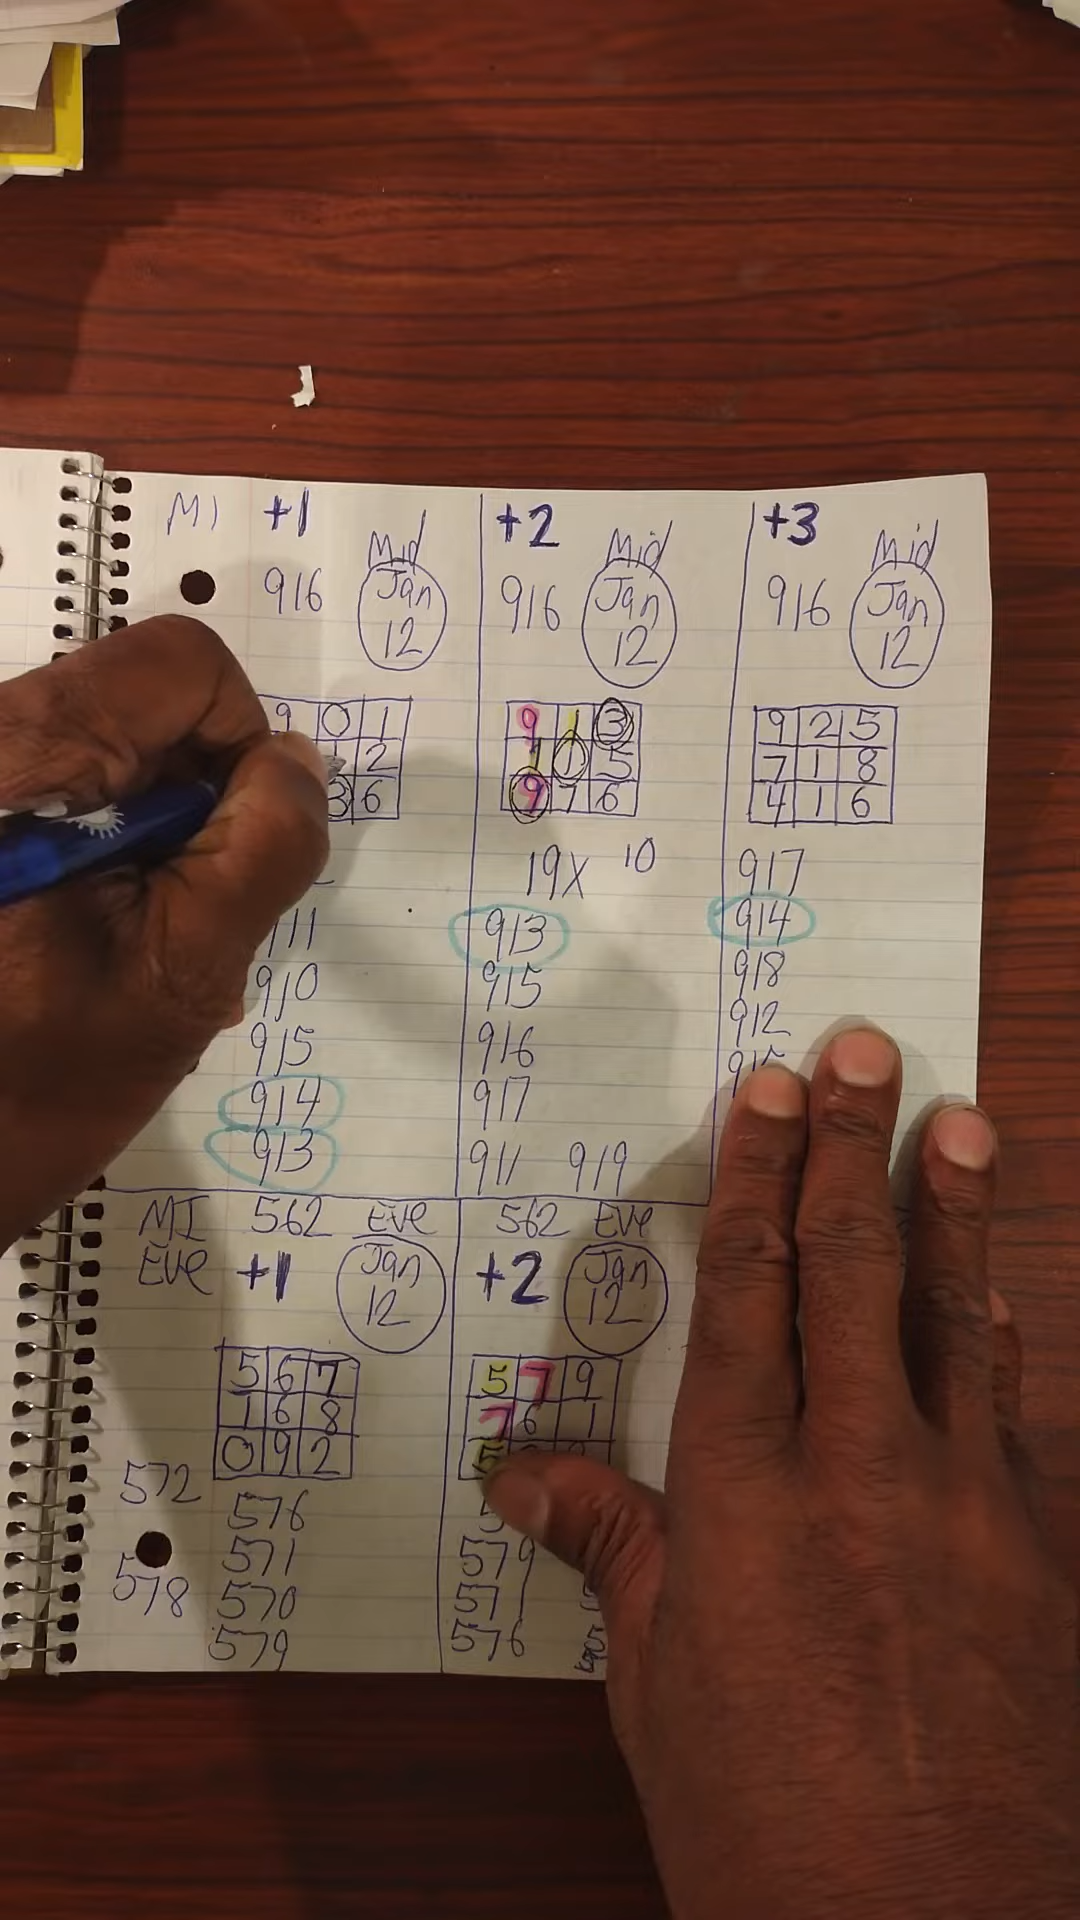 MI +1 Mid
916 Jan
12
9 0 1
2
3 6
910
915
914
913
+2 Mid
916 Jan
12
9 1 3
1 1 5
9 7 6
19X 10
913
915
916
917
911 919
+3 Mid
916 Jan
12
9 2 5
7 1 8
4 1 6
917
914
918
912
MI 562 Eve
Eve +1 Jan
12
5 6 7
1 6 8
0 9 2
572
576
571
578
570
579
562 Eve
+2 Jan
12
5 7 9
7 6 1
5
579
571
576